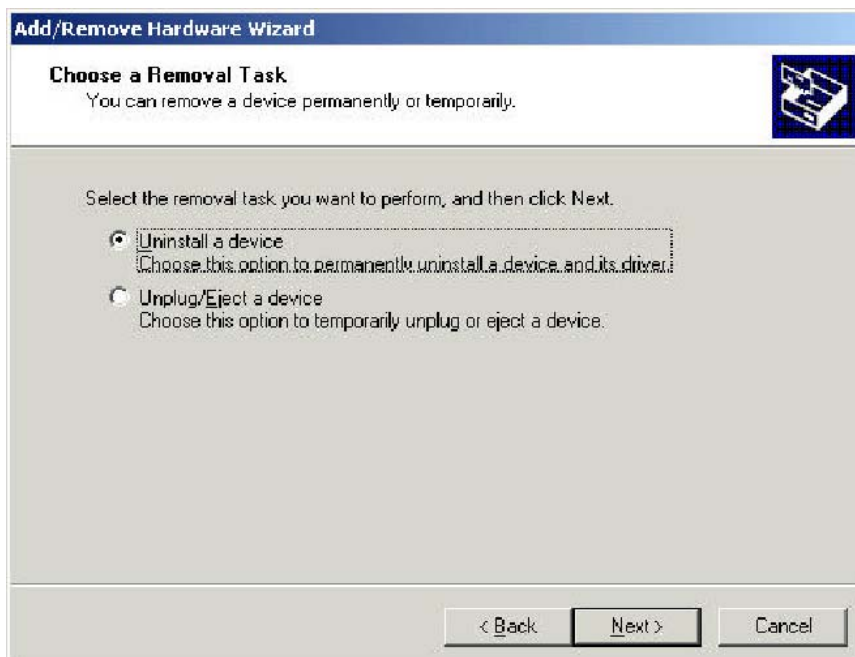 Add/Remove Hardware Wizard
Choose a Removal Task
You can remove a device permanently or temporarily.
Select the removal task you want to perform, and then click Next.
Uninstall a device
Choose this option to permanently uninstall a device and its driver.
Unplug/Eject a device
Choose this option to temporarily unplug or eject a device.
< Back Next > Cancel